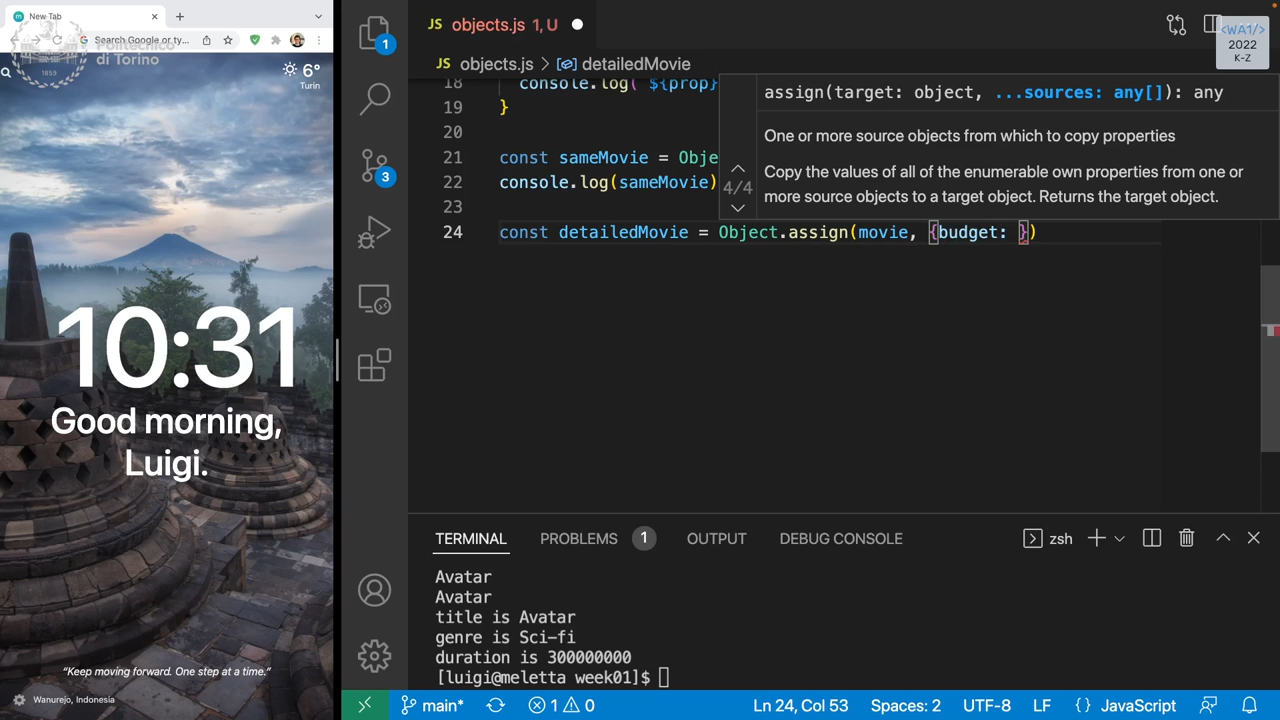 New Tab
Search Google or ty...
Politecnico
di Torino
1859
6°
Turin
10:31
Good morning,
Luigi.
“Keep moving forward. One step at a time.”
Wanurejo, Indonesia
1
3
JS objects.js 1, U
<WA1/>
2022
K-Z
JS objects.js > detailedMovie
18 console.log(`${prop}
19 }
20
21 const sameMovie = Obje
22 console.log(sameMovie)
23
24 const detailedMovie = Object.assign(movie, {budget: })
assign(target: object, ...sources: any[]): any
One or more source objects from which to copy properties
4/4
Copy the values of all of the enumerable own properties from one or
more source objects to a target object. Returns the target object.
TERMINAL PROBLEMS 1 OUTPUT DEBUG CONSOLE zsh
Avatar
Avatar
title is Avatar
genre is Sci-fi
duration is 300000000
[luigi@meletta week01]$
main* 1 0 Ln 24, Col 53 Spaces: 2 UTF-8 LF {} JavaScript